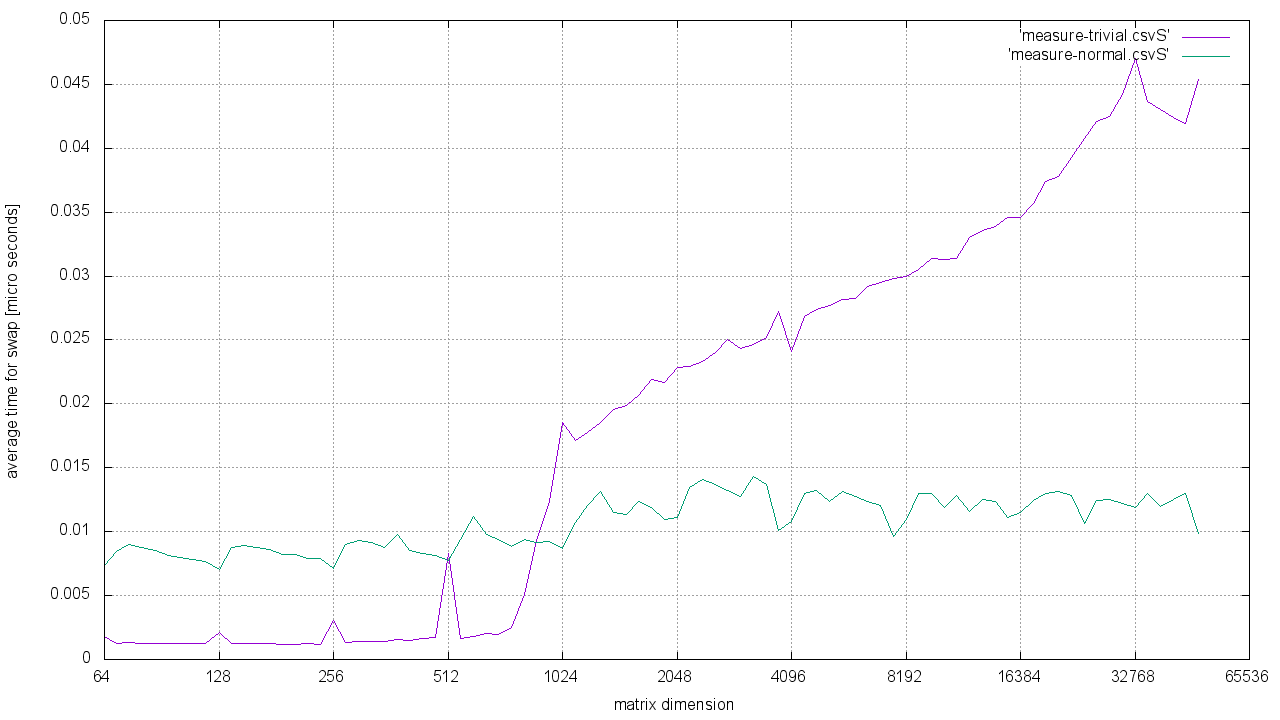 0.05
'measure-trivial.csvS'
'measure-normal.csvS'
0.045
0.04
0.035
0.03
0.025
0.02
0.015
0.01
0.005
0
average time for swap [micro seconds]
64 128 256 512 1024 2048 4096 8192 16384 32768 65536
matrix dimension